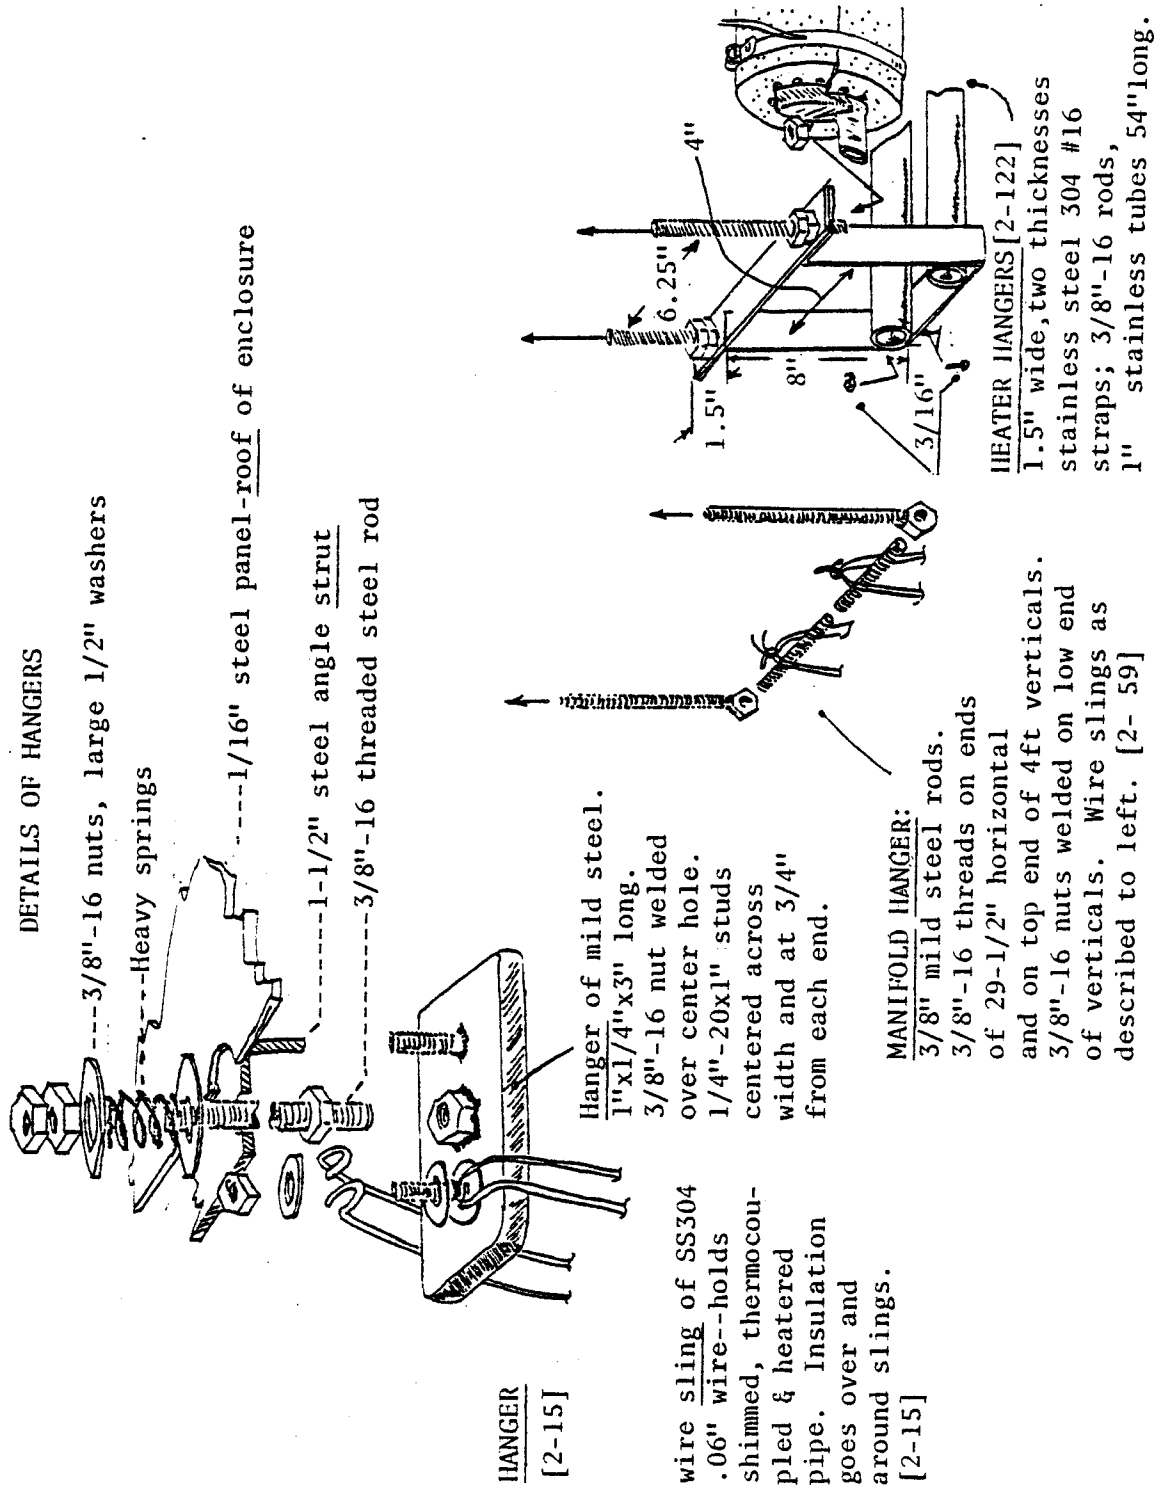 DETAILS OF HANGERS
----3/8"-16 nuts, large 1/2" washers
--Heavy springs
----1/16" steel panel-roof of enclosure
------1-1/2" steel angle strut
---------3/8"-16 threaded steel rod
HANGER
[2-15]
wire sling of SS304
.06" wire--holds
shimmed, thermocou-
pled & heatered
pipe. Insulation
goes over and
around slings.
[2-15]
Hanger of mild steel.
1"x1/4"x3" long.
3/8"-16 nut welded
over center hole.
1/4"-20x1" studs
centered across
width and at 3/4"
from each end.
MANIFOLD HANGER:
3/8" mild steel rods.
3/8"-16 threads on ends
of 29-1/2" horizontal
and on top end of 4ft verticals.
3/8"-16 nuts welded on low end
of verticals. Wire slings as
described to left. [2- 59]
1.5"
6.25"
4"
8"
3/16"
HEATER HANGERS[2-122]
1.5" wide,two thicknesses
stainless steel 304 #16
straps; 3/8"-16 rods,
1" stainless tubes 54"long.